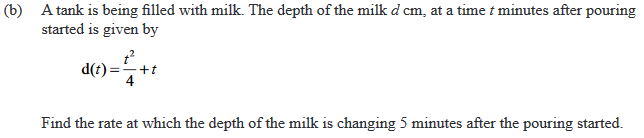 (b) A tank is being filled with milk. The depth of the milk d cm, at a time t minutes after pouring
started is given by
d(t) = t²/4 + t
Find the rate at which the depth of the milk is changing 5 minutes after the pouring started.